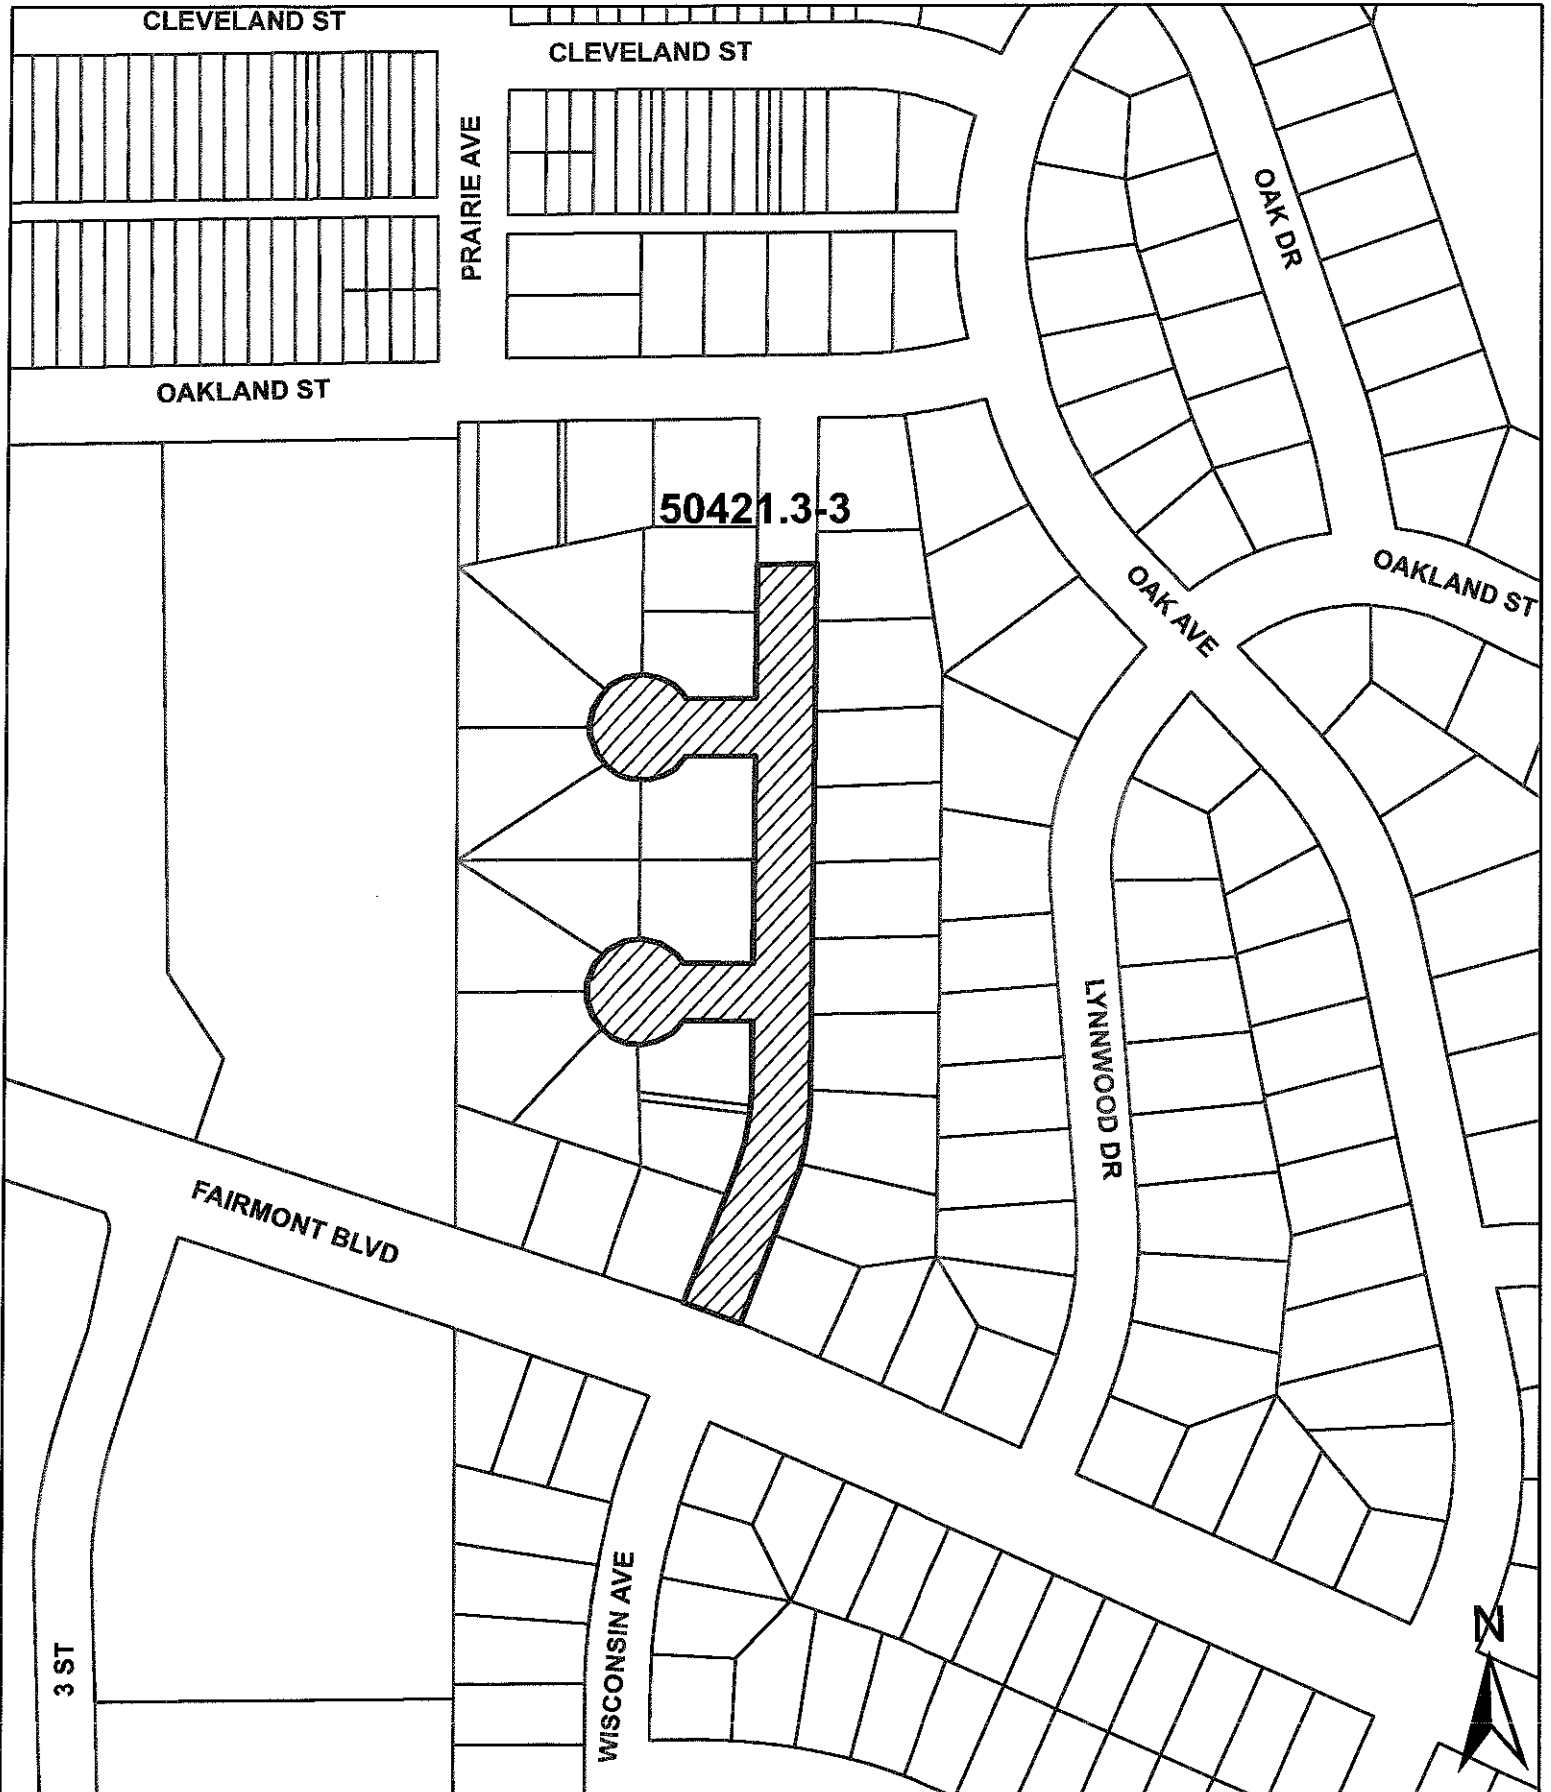 CLEVELAND ST
CLEVELAND ST
PRAIRIE AVE
OAK DR
OAKLAND ST
50421.3-3
OAK AVE
OAKLAND ST
LYNNWOOD DR
FAIRMONT BLVD
WISCONSIN AVE
3 ST
N